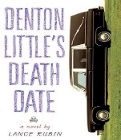 DENTON
LITTLE'S
DEATH
DATE
a novel by
LANCE RUBIN